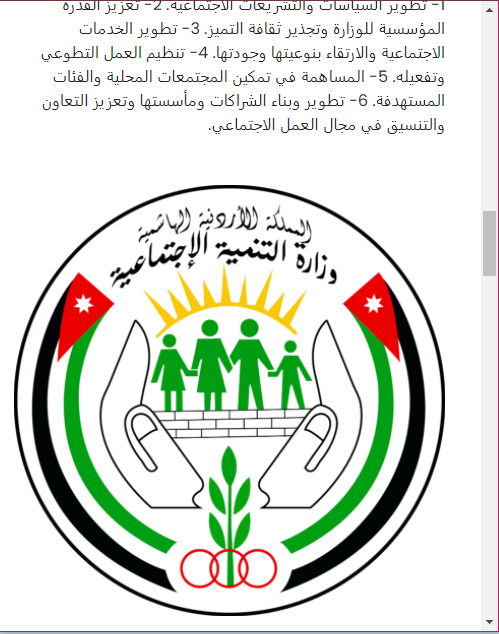 1- تطوير السياسات والتشريعات الاجتماعية. 2- تعزيز القدرة
المؤسسية للوزارة وتجذير ثقافة التميز. 3- تطوير الخدمات
الاجتماعية والارتقاء بنوعيتها وجودتها. 4- تنظيم العمل التطوعي
وتفعيله. 5- المساهمة في تمكين المجتمعات المحلية والفئات
المستهدفة. 6- تطوير وبناء الشراكات ومأسستها وتعزيز التعاون
والتنسيق في مجال العمل الاجتماعي.
المملكة الأردنية الهاشمية
وزارة التنمية الإجتماعية